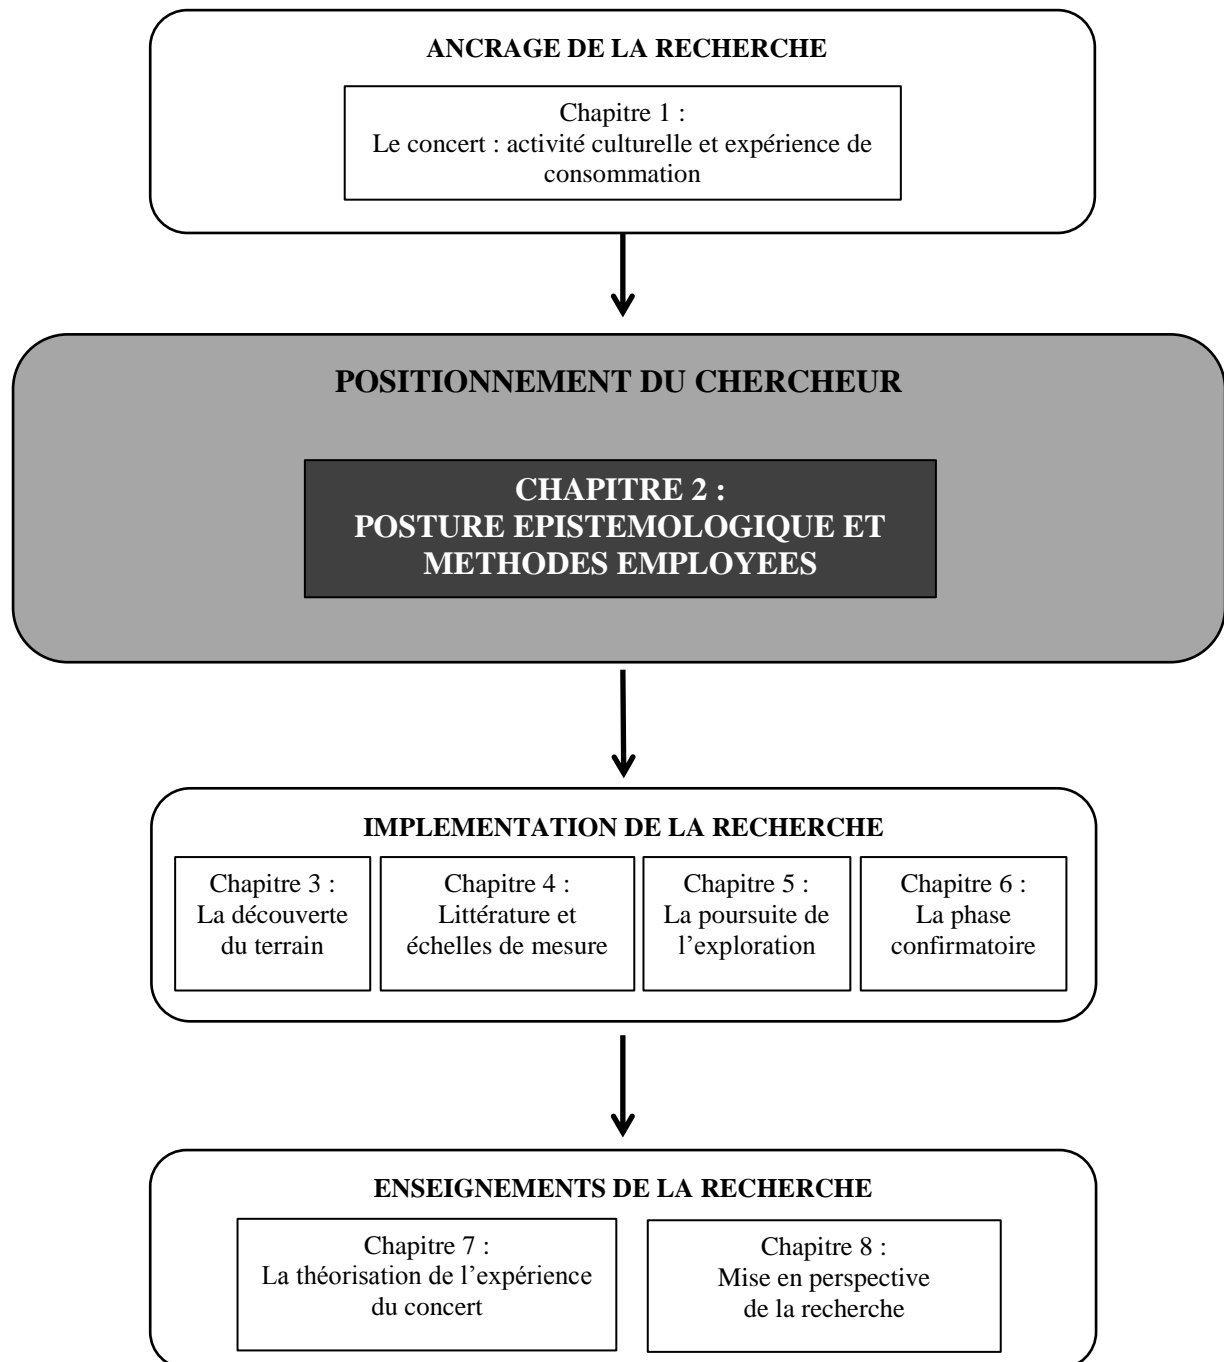 ANCRAGE DE LA RECHERCHE
Chapitre 1 :
Le concert : activité culturelle et expérience de
consommation
POSITIONNEMENT DU CHERCHEUR
CHAPITRE 2 :
POSTURE EPISTEMOLOGIQUE ET
METHODES EMPLOYEES
IMPLEMENTATION DE LA RECHERCHE
Chapitre 3 :
La découverte
du terrain
Chapitre 4 :
Littérature et
échelles de mesure
Chapitre 5 :
La poursuite de
l’exploration
Chapitre 6 :
La phase
confirmatoire
ENSEIGNEMENTS DE LA RECHERCHE
Chapitre 7 :
La théorisation de l’expérience
du concert
Chapitre 8 :
Mise en perspective
de la recherche